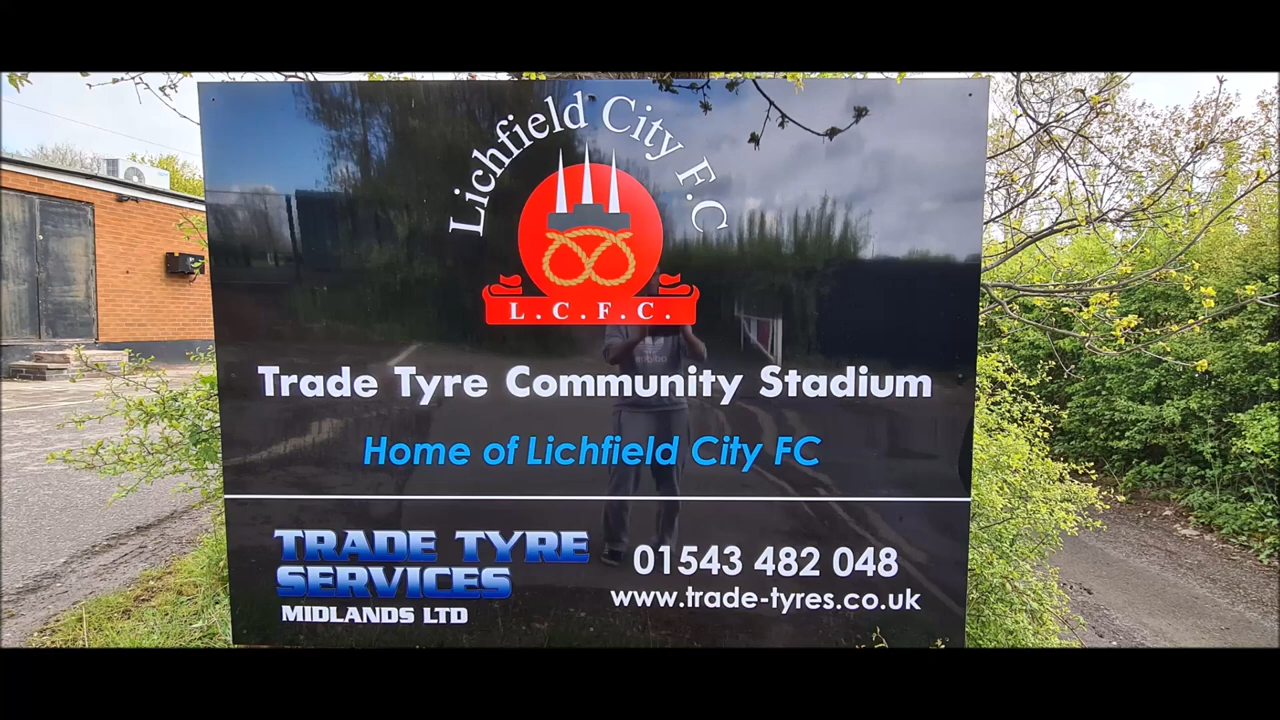 Lichfield City F.C
L.C.F.C.
Trade Tyre Community Stadium
Home of Lichfield City FC
TRADE TYRE
SERVICES
MIDLANDS LTD
01543 482 048
www.trade-tyres.co.uk